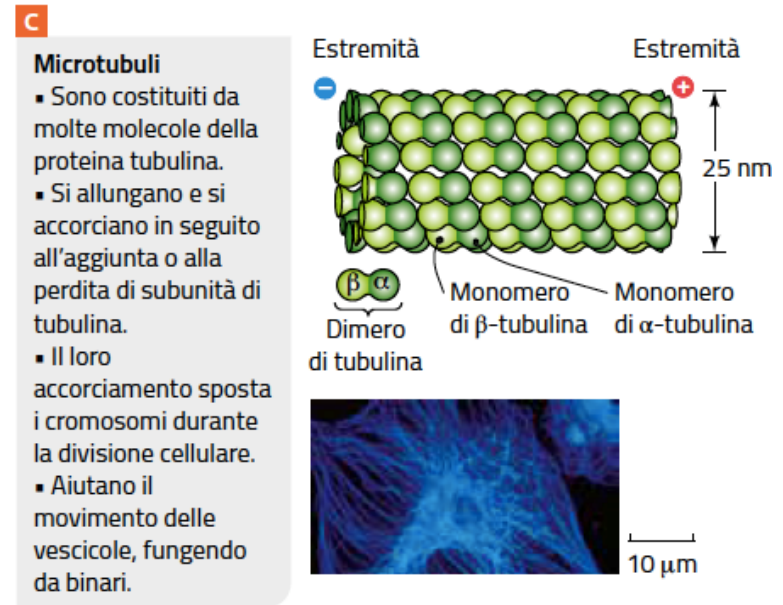 C
Microtubuli
▪ Sono costituiti da
molte molecole della
proteina tubulina.
▪ Si allungano e si
accorciano in seguito
all’aggiunta o alla
perdita di subunità di
tubulina.
▪ Il loro
accorciamento sposta
i cromosomi durante
la divisione cellulare.
▪ Aiutano il
movimento delle
vescicole, fungendo
da binari.
Estremità
Estremità
−
+
25 nm
β α
Dimero
di tubulina
Monomero
di β-tubulina
Monomero
di α-tubulina
10 μm